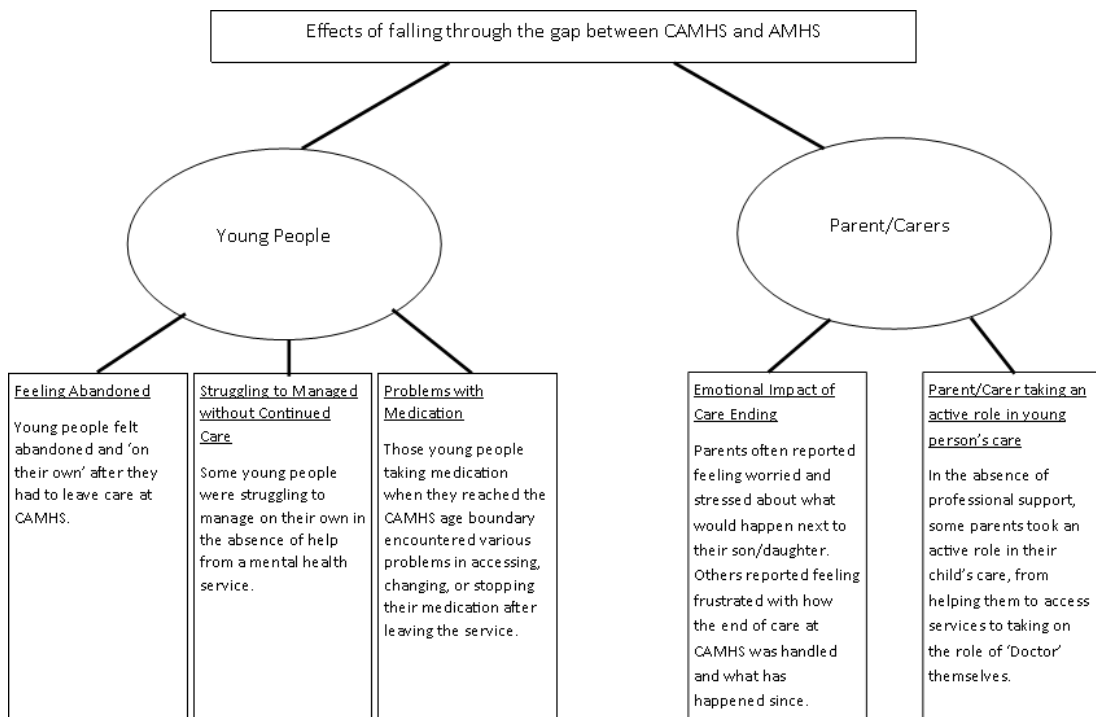 Effects of falling through the gap between CAMHS and AMHS
Young People
Parent/Carers
Feeling Abandoned
Young people felt
abandoned and ‘on
their own’ after they
had to leave care at
CAMHS.
Struggling to Managed
without Continued
Care
Some young people
were struggling to
manage on their own in
the absence of help
from a mental health
service.
Problems with
Medication
Those young people
taking medication
when they reached the
CAMHS age boundary
encountered various
problems in accessing,
changing, or stopping
their medication after
leaving the service.
Emotional Impact of
Care Ending
Parents often reported
feeling worried and
stressed about what
would happen next to
their son/daughter.
Others reported feeling
frustrated with how
the end of care at
CAMHS was handled
and what has
happened since.
Parent/Carer taking an
active role in young
person’s care
In the absence of
professional support,
some parents took an
active role in their
child’s care, from
helping them to access
services to taking on
the role of ‘Doctor’
themselves.